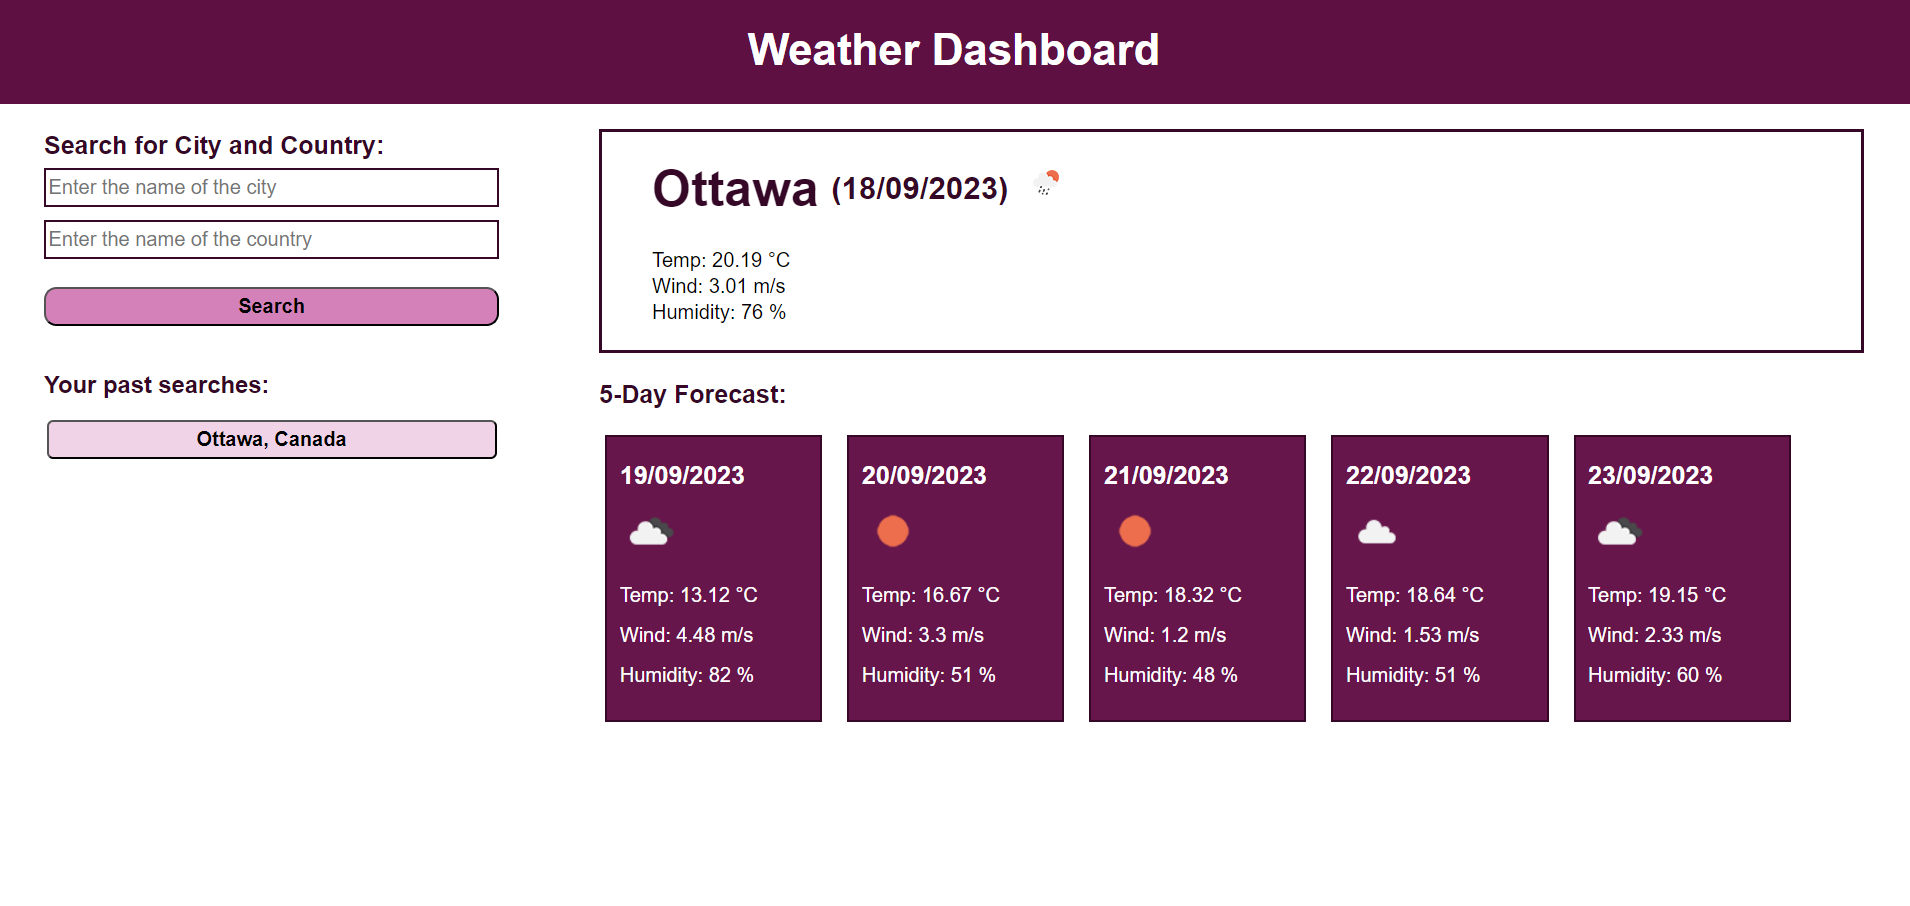 Weather Dashboard
Search for City and Country:
Enter the name of the city
Enter the name of the country
Search
Your past searches:
Ottawa, Canada
Ottawa (18/09/2023)
Temp: 20.19 °C
Wind: 3.01 m/s
Humidity: 76 %
5-Day Forecast:
19/09/2023
Temp: 13.12 °C
Wind: 4.48 m/s
Humidity: 82 %
20/09/2023
Temp: 16.67 °C
Wind: 3.3 m/s
Humidity: 51 %
21/09/2023
Temp: 18.32 °C
Wind: 1.2 m/s
Humidity: 48 %
22/09/2023
Temp: 18.64 °C
Wind: 1.53 m/s
Humidity: 51 %
23/09/2023
Temp: 19.15 °C
Wind: 2.33 m/s
Humidity: 60 %